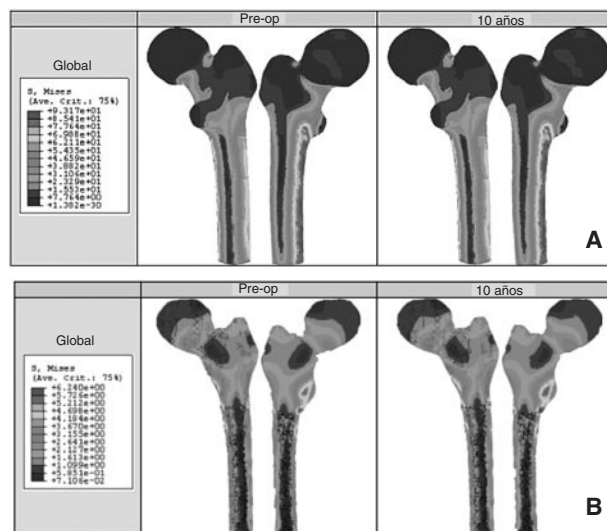 Pre-op
10 años
Global
S, Mises
(Ave. Crit.: 75%)
+9.317e+01
+8.541e+01
+7.764e+01
+6.988e+01
+6.211e+01
+5.435e+01
+4.659e+01
+3.882e+01
+3.106e+01
+2.329e+01
+1.553e+01
+7.764e+00
+1.382e-30
A
Pre-op
10 años
Global
S, Mises
(Ave. Crit.: 75%)
+6.240e+00
+5.726e+00
+5.212e+00
+4.698e+00
+4.184e+00
+3.670e+00
+3.155e+00
+2.641e+00
+2.127e+00
+1.613e+00
+1.099e+00
+5.851e-01
+7.106e-02
B